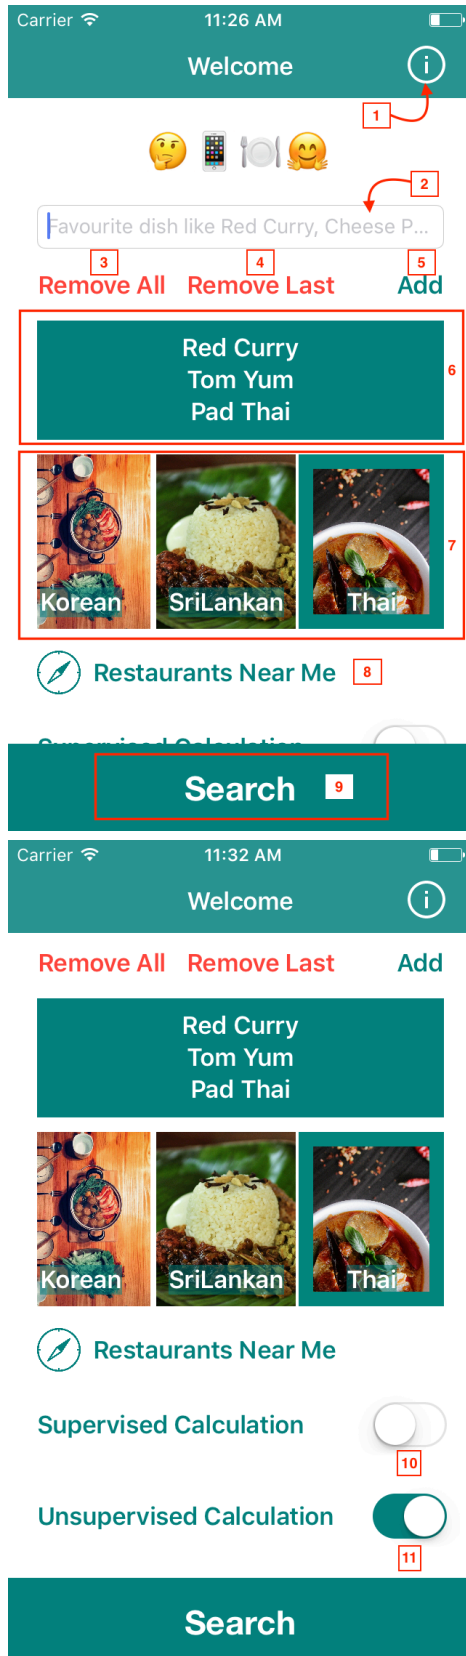 Carrier 11:26 AM
Welcome
1
2
Favourite dish like Red Curry, Cheese P...
3 4 5
Remove All Remove Last Add
Red Curry
Tom Yum
Pad Thai
6
7
Korean SriLankan Thai
Restaurants Near Me 8
Supervised Calculation
Search 9
Carrier 11:32 AM
Welcome
Remove All Remove Last Add
Red Curry
Tom Yum
Pad Thai
Korean SriLankan Thai
Restaurants Near Me
Supervised Calculation
10
Unsupervised Calculation
11
Search